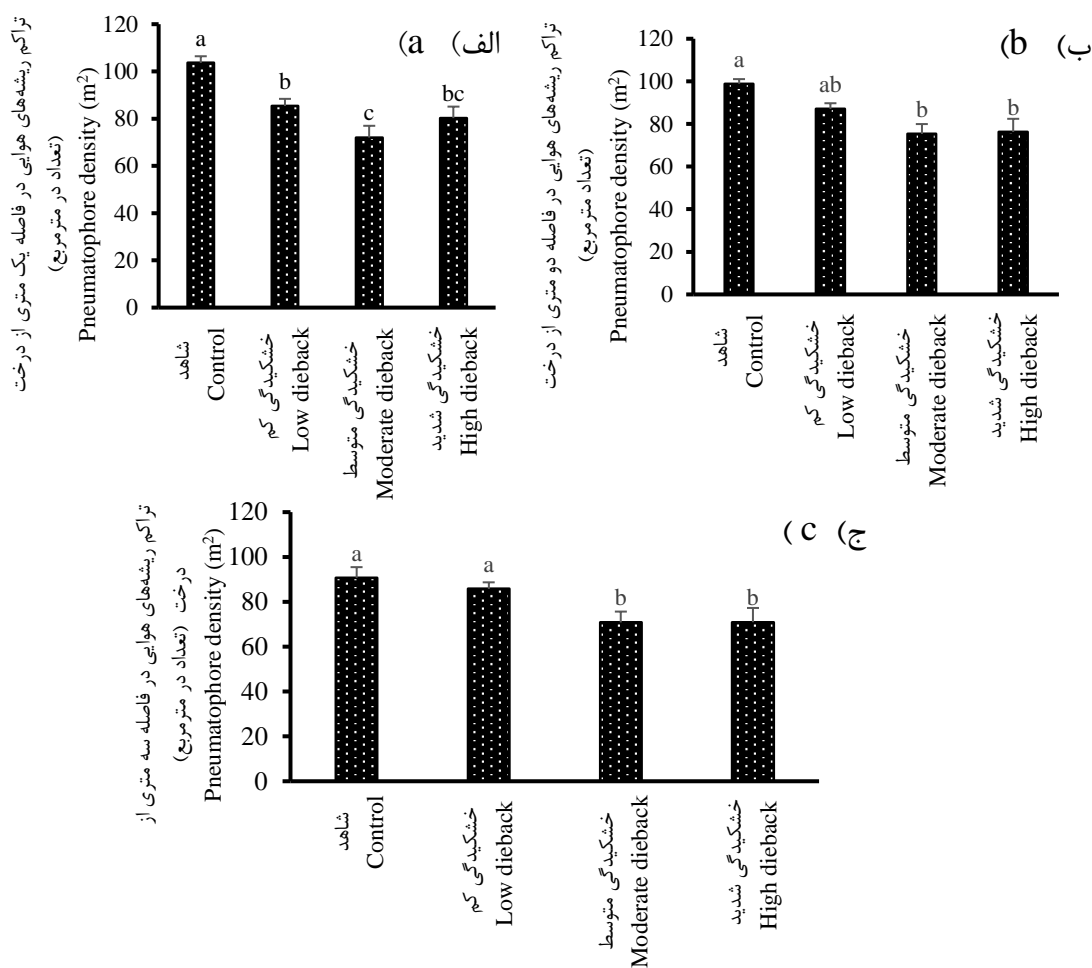 الف) a)
تراکم ریشه‌های هوایی در فاصله یک متری از درخت
(تعداد در مترمربع)
Pneumatophore density (m²)
120
100
80
60
40
20
0
a
b
c
bc
شاهد
Control
خشکیدگی کم
Low dieback
خشکیدگی متوسط
Moderate dieback
خشکیدگی شدید
High dieback
ب) b)
تراکم ریشه‌های هوایی در فاصله دو متری از درخت
(تعداد مترمربع)
Pneumatophore density (m²)
120
100
80
60
40
20
0
a
ab
b
b
شاهد
Control
خشکیدگی کم
Low dieback
خشکیدگی متوسط
Moderate dieback
خشکیدگی شدید
High dieback
ج) c)
تراکم ریشه‌های هوایی در فاصله سه متری از
درخت (تعداد در مترمربع)
Pneumatophore density (m²)
120
100
80
60
40
20
0
a
a
b
b
شاهد
Control
خشکیدگی کم
Low dieback
خشکیدگی متوسط
Moderate dieback
خشکیدگی شدید
High dieback